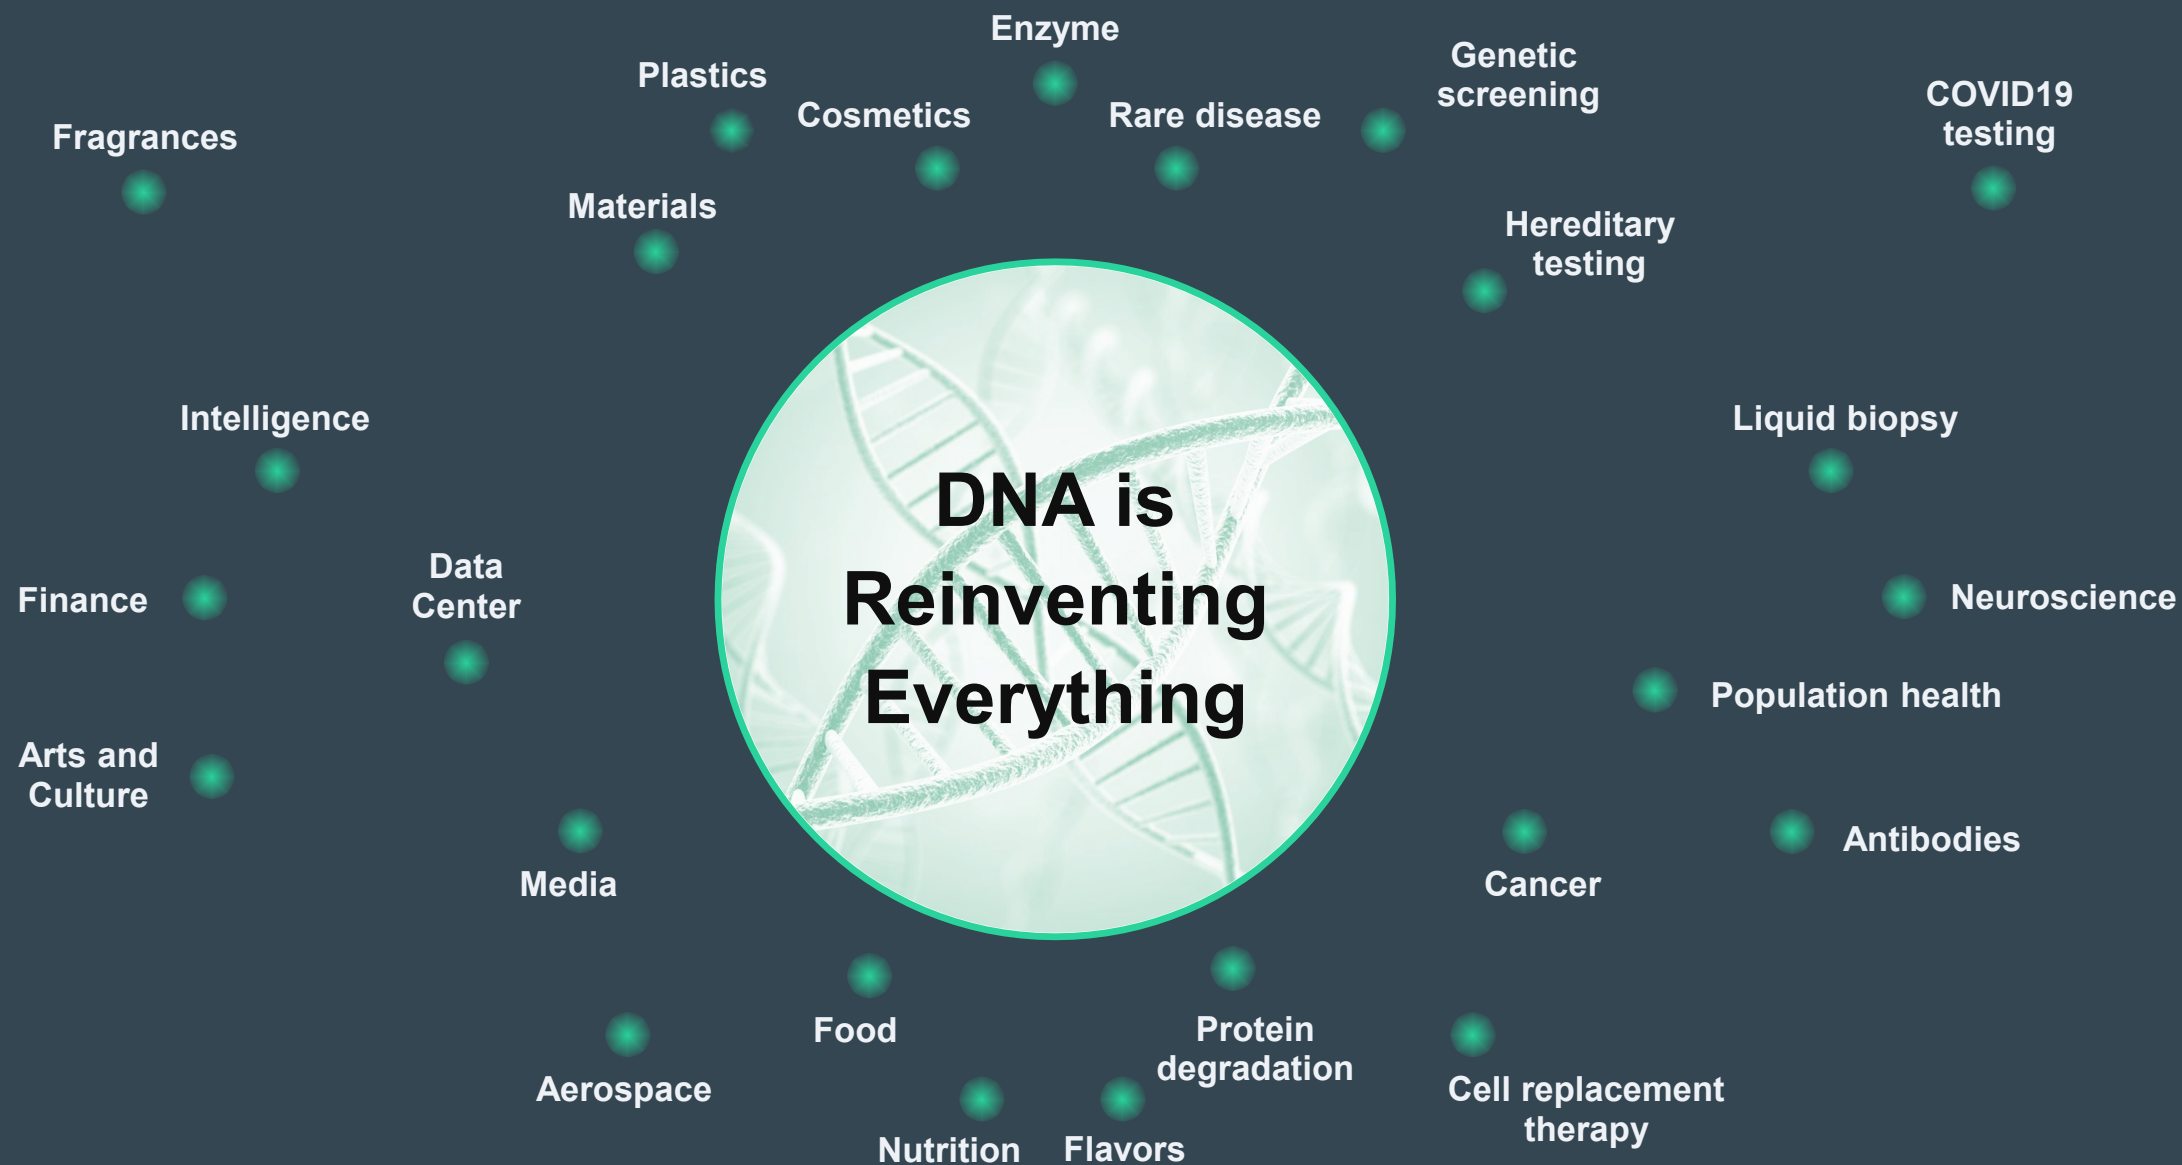 Enzyme
Genetic
screening
Plastics
COVID19
testing
Cosmetics
Rare disease
Fragrances
Materials
Hereditary
testing
Intelligence
Liquid biopsy
DNA is
Reinventing
Everything
Data
Center
Finance
Neuroscience
Population health
Arts and
Culture
Antibodies
Media
Cancer
Food
Protein
degradation
Aerospace
Cell replacement
therapy
Nutrition
Flavors